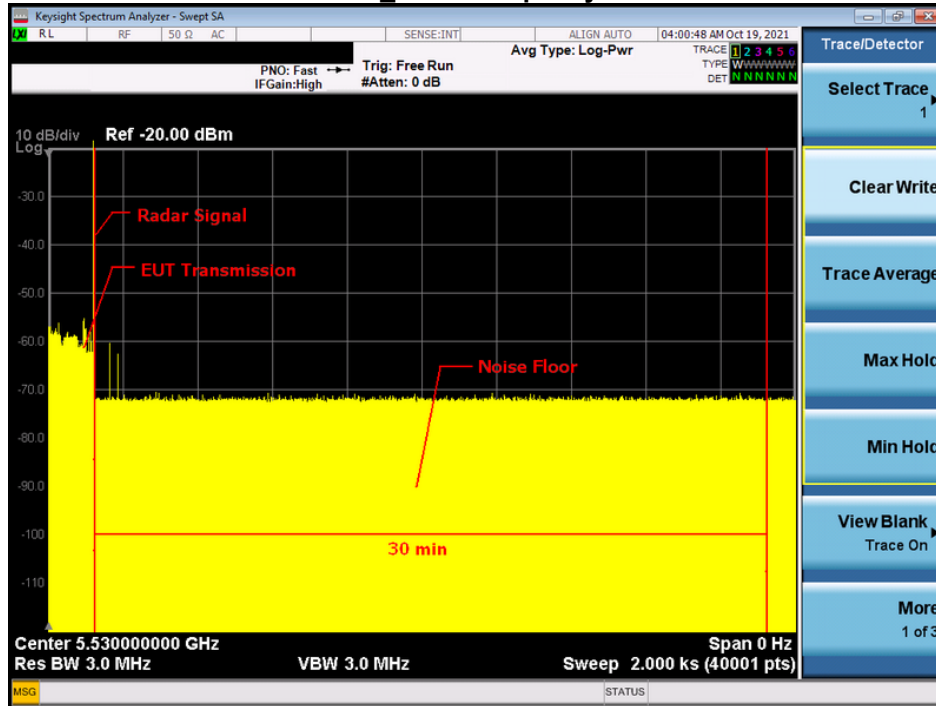 Keysight Spectrum Analyzer - Swept SA
LXI RL RF 50 Ω AC SENSE:INT ALIGN AUTO 04:00:48 AM Oct 19, 2021
Avg Type: Log-Pwr TRACE 1 2 3 4 5 6
TYPE WWWWWW
DET N N N N N N
PNO: Fast Trig: Free Run
IFGain:High #Atten: 0 dB
10 dB/div Ref -20.00 dBm
Log
-30.0
Radar Signal
-40.0
EUT Transmission
-50.0
-60.0
Noise Floor
-70.0
-80.0
-90.0
-100
30 min
-110
Center 5.530000000 GHz Span 0 Hz
Res BW 3.0 MHz VBW 3.0 MHz Sweep 2.000 ks (40001 pts)
MSG STATUS
Trace/Detector
Select Trace
1
Clear Write
Trace Average
Max Hold
Min Hold
View Blank
Trace On
More
1 of 3